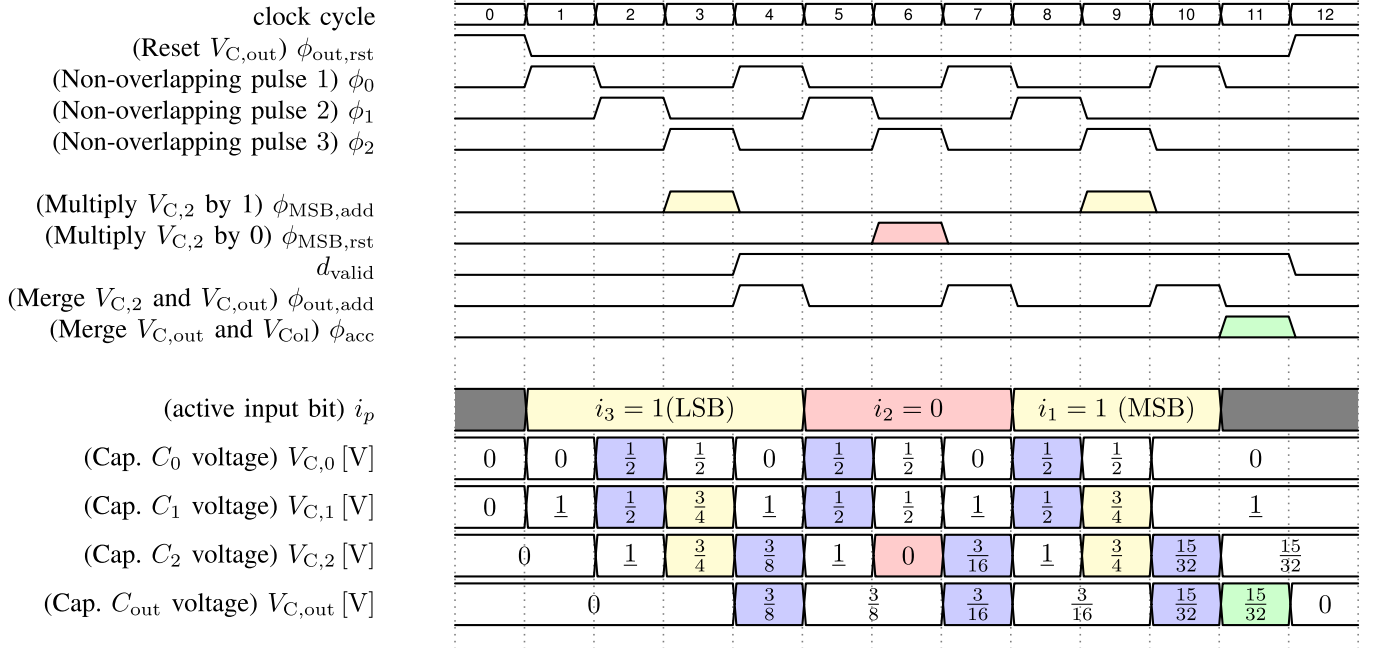 clock cycle 0 1 2 3 4 5 6 7 8 9 10 11 12
(Reset V_C,out) ϕ_out,rst
(Non-overlapping pulse 1) ϕ_0
(Non-overlapping pulse 2) ϕ_1
(Non-overlapping pulse 3) ϕ_2
(Multiply V_C,2 by 1) ϕ_MSB,add
(Multiply V_C,2 by 0) ϕ_MSB,rst
d_valid
(Merge V_C,2 and V_C,out) ϕ_out,add
(Merge V_C,out and V_Col) ϕ_acc
(active input bit) i_p i_3 = 1(LSB) i_2 = 0 i_1 = 1 (MSB)
(Cap. C_0 voltage) V_C,0 [V] 0 0 1/2 1/2 0 1/2 1/2 0 1/2 1/2 0
(Cap. C_1 voltage) V_C,1 [V] 0 1 1/2 3/4 1 1/2 1/2 1 1/2 3/4 1
(Cap. C_2 voltage) V_C,2 [V] 0 1 3/4 3/8 1 0 3/16 1 3/4 15/32 15/32
(Cap. C_out voltage) V_C,out [V] 0 3/8 3/8 3/16 3/16 15/32 15/32 0